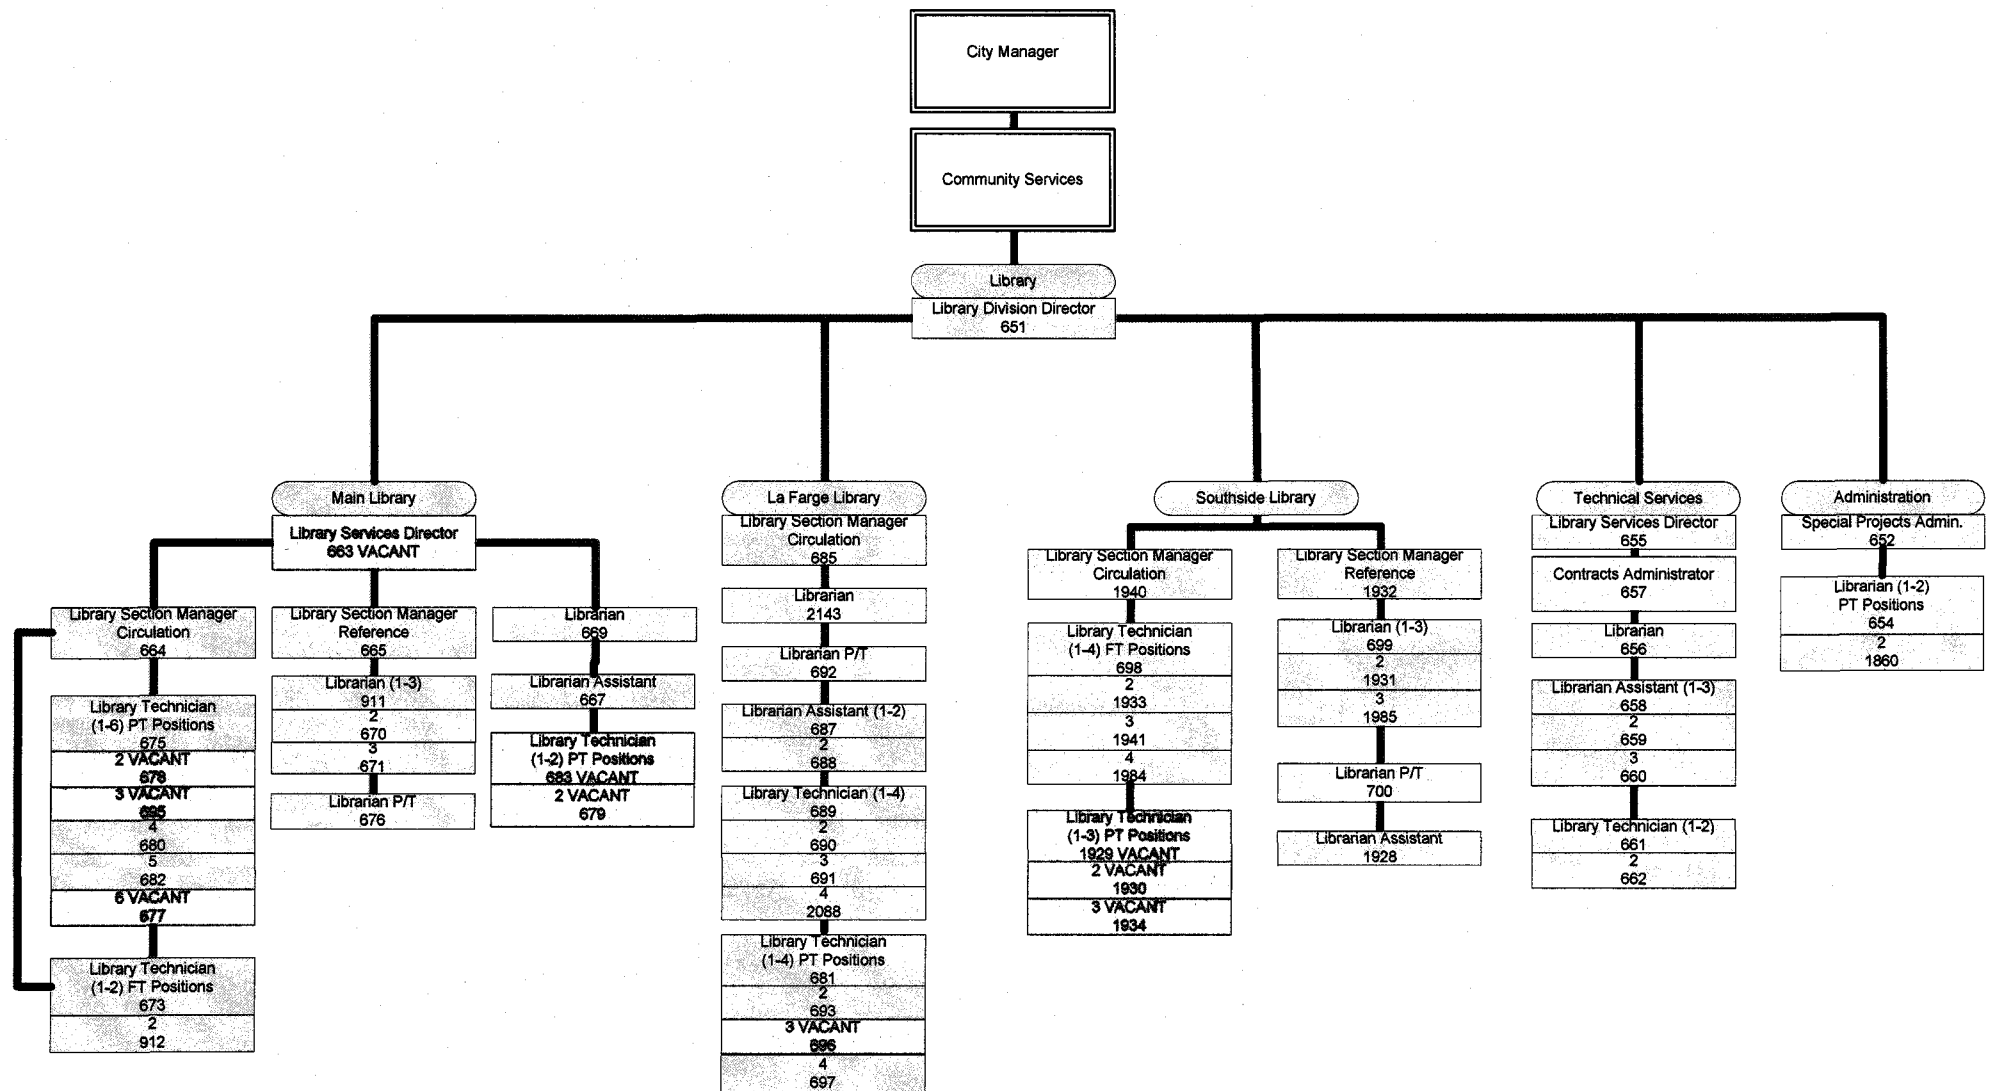 City Manager
Community Services
Library
Library Division Director
651
Main Library
Library Services Director
663 VACANT
Library Section Manager
Circulation
664
Library Technician
(1-6) PT Positions
675
2 VACANT
678
3 VACANT
695
4
680
5
682
6 VACANT
677
Library Technician
(1-2) FT Positions
673
2
912
Library Section Manager
Reference
665
Librarian (1-3)
911
2
670
3
671
Librarian P/T
676
Librarian
669
Librarian Assistant
667
Library Technician
(1-2) PT Positions
683 VACANT
2 VACANT
679
La Farge Library
Library Section Manager
Circulation
685
Librarian
2143
Librarian P/T
692
Librarian Assistant (1-2)
687
2
688
Library Technician (1-4)
689
2
690
3
691
4
2088
Library Technician
(1-4) PT Positions
681
2
693
3 VACANT
696
4
697
Southside Library
Library Section Manager
Circulation
1940
Library Technician
(1-4) FT Positions
698
2
1933
3
1941
4
1984
Library Technician
(1-3) PT Positions
1929 VACANT
2 VACANT
1930
3 VACANT
1934
Library Section Manager
Reference
1932
Librarian (1-3)
699
2
1931
3
1985
Librarian P/T
700
Librarian Assistant
1928
Technical Services
Library Services Director
655
Contracts Administrator
657
Librarian
656
Librarian Assistant (1-3)
658
2
659
3
660
Library Technician (1-2)
661
2
662
Administration
Special Projects Admin.
652
Librarian (1-2)
PT Positions
654
2
1860